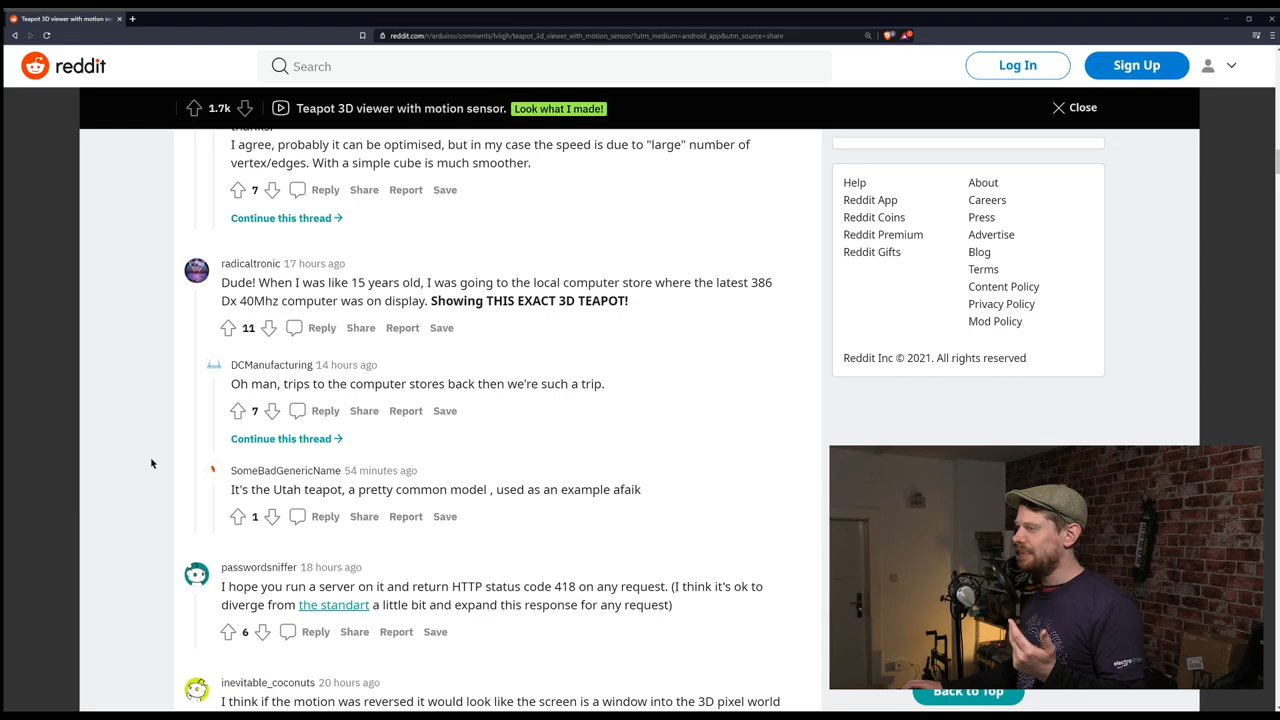 Teapot 3D viewer with motion sen
reddit.com/r/arduino/comments/lvlqjh/teapot_3d_viewer_with_motion_sensor/?utm_medium=android_app&utm_source=share
reddit
Search
Log In
Sign Up
1.7k
Teapot 3D viewer with motion sensor.
Look what I made!
Close
thanks!
I agree, probably it can be optimised, but in my case the speed is due to "large" number of
vertex/edges. With a simple cube is much smoother.
7 Reply Share Report Save
Continue this thread
radicaltronic 17 hours ago
Dude! When I was like 15 years old, I was going to the local computer store where the latest 386
Dx 40Mhz computer was on display. Showing THIS EXACT 3D TEAPOT!
11 Reply Share Report Save
DCManufacturing 14 hours ago
Oh man, trips to the computer stores back then we're such a trip.
7 Reply Share Report Save
Continue this thread
SomeBadGenericName 54 minutes ago
It's the Utah teapot, a pretty common model , used as an example afaik
1 Reply Share Report Save
passwordsniffer 18 hours ago
I hope you run a server on it and return HTTP status code 418 on any request. (I think it's ok to
diverge from the standart a little bit and expand this response for any request)
6 Reply Share Report Save
inevitable_coconuts 20 hours ago
I think if the motion was reversed it would look like the screen is a window into the 3D pixel world
Help
Reddit App
Reddit Coins
Reddit Premium
Reddit Gifts
About
Careers
Press
Advertise
Blog
Terms
Content Policy
Privacy Policy
Mod Policy
Reddit Inc © 2021. All rights reserved
electro
Back to Top